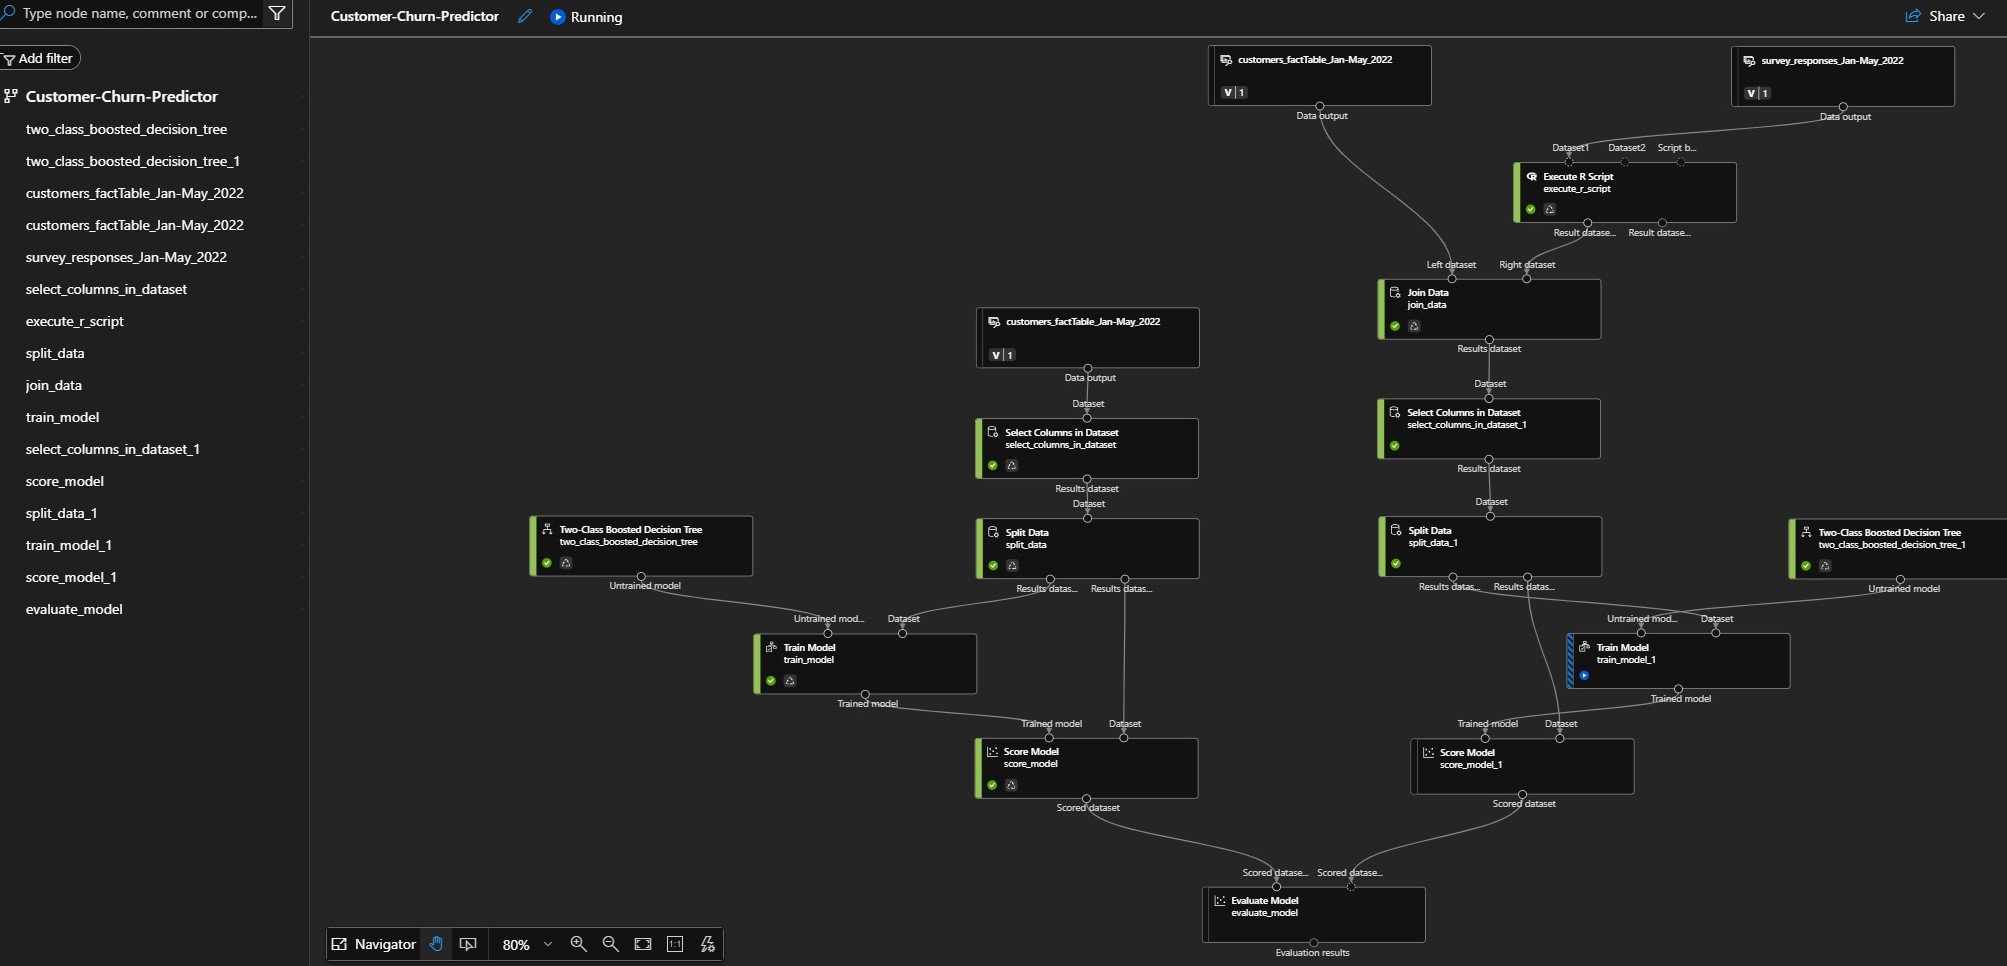 Type node name, comment or comp...
Customer-Churn-Predictor
Running
Share
Add filter
Customer-Churn-Predictor
two_class_boosted_decision_tree
two_class_boosted_decision_tree_1
customers_factTable_Jan-May_2022
customers_factTable_Jan-May_2022
survey_responses_Jan-May_2022
select_columns_in_dataset
execute_r_script
split_data
join_data
train_model
select_columns_in_dataset_1
score_model
split_data_1
train_model_1
score_model_1
evaluate_model
customers_factTable_Jan-May_2022
V 1
Data output
survey_responses_Jan-May_2022
V 1
Data output
Dataset1 Dataset2 Script b...
Execute R Script
execute_r_script
Result datase... Result datase...
Left dataset Right dataset
Join Data
join_data
Results dataset
customers_factTable_Jan-May_2022
V 1
Data output
Dataset
Select Columns in Dataset
select_columns_in_dataset
Results dataset
Dataset
Select Columns in Dataset
select_columns_in_dataset_1
Results dataset
Two-Class Boosted Decision Tree
two_class_boosted_decision_tree
Untrained model
Dataset
Split Data
split_data
Results datas... Results datas...
Dataset
Split Data
split_data_1
Results datas... Results datas...
Two-Class Boosted Decision Tree
two_class_boosted_decision_tree_1
Untrained model
Untrained mod... Dataset
Train Model
train_model
Trained model
Untrained mod... Dataset
Train Model
train_model_1
Trained model
Trained model Dataset
Score Model
score_model
Scored dataset
Trained model Dataset
Score Model
score_model_1
Scored dataset
Scored datase... Scored datase...
Evaluate Model
evaluate_model
Evaluation results
Navigator 80% 1:1